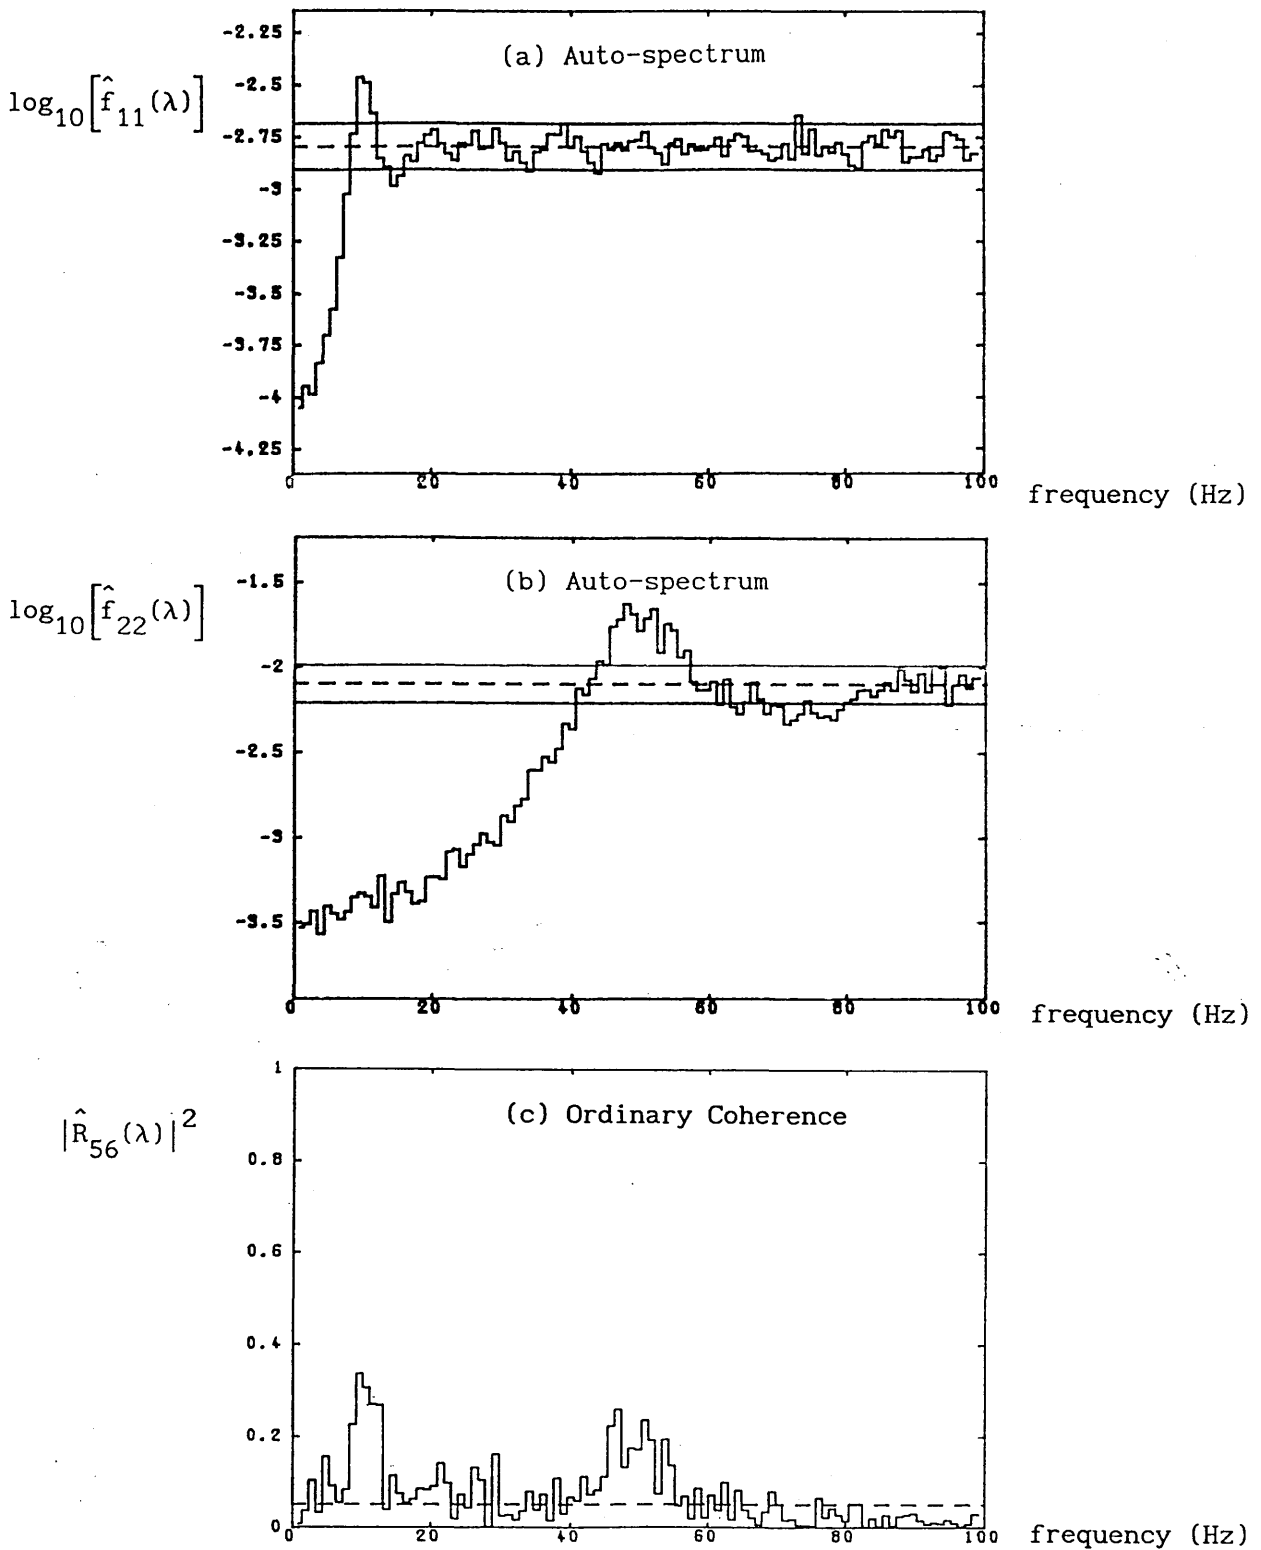 (a) Auto-spectrum
log10[f̂11(λ)]
-2.25
-2.5
-2.75
-3
-3.25
-3.5
-3.75
-4
-4.25
0 20 40 60 80 100
frequency (Hz)
(b) Auto-spectrum
log10[f̂22(λ)]
-1.5
-2
-2.5
-3
-3.5
0 20 40 60 80 100
frequency (Hz)
(c) Ordinary Coherence
|R̂56(λ)|²
1
0.8
0.6
0.4
0.2
0
0 20 40 60 80 100
frequency (Hz)